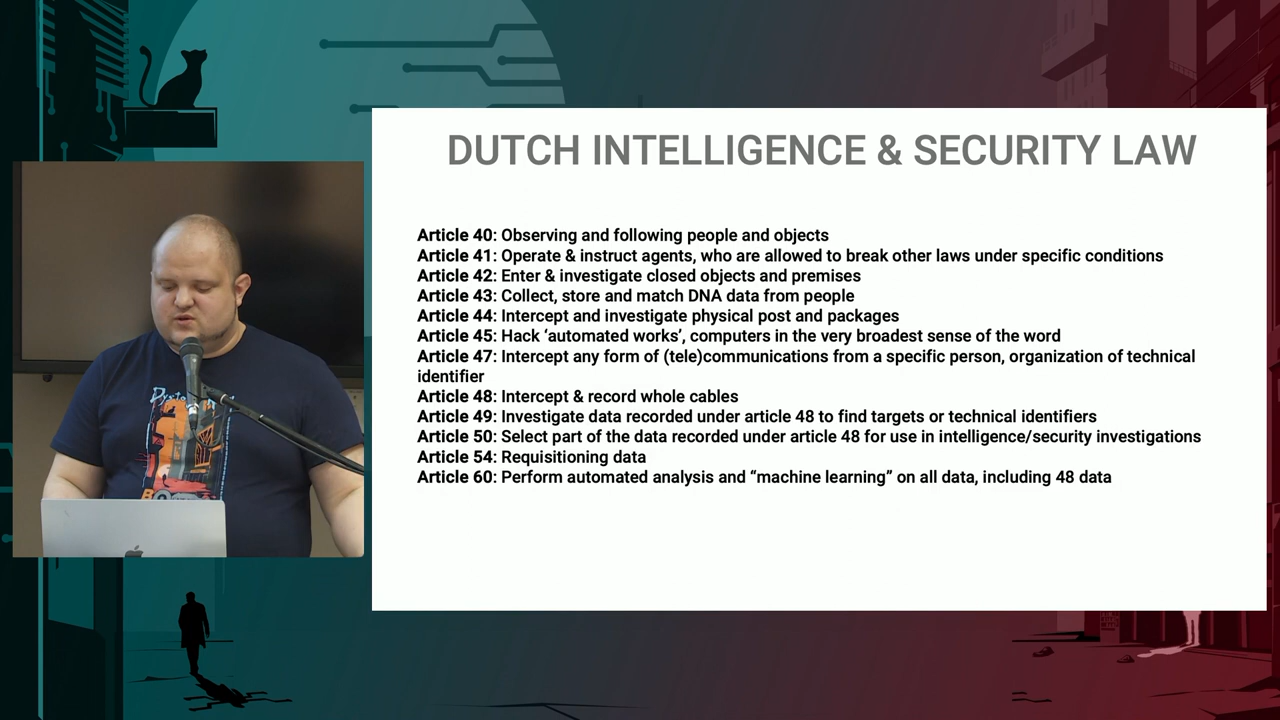 DUTCH INTELLIGENCE & SECURITY LAW
Article 40: Observing and following people and objects
Article 41: Operate & instruct agents, who are allowed to break other laws under specific conditions
Article 42: Enter & investigate closed objects and premises
Article 43: Collect, store and match DNA data from people
Article 44: Intercept and investigate physical post and packages
Article 45: Hack ‘automated works’, computers in the very broadest sense of the word
Article 47: Intercept any form of (tele)communications from a specific person, organization of technical
identifier
Article 48: Intercept & record whole cables
Article 49: Investigate data recorded under article 48 to find targets or technical identifiers
Article 50: Select part of the data recorded under article 48 for use in intelligence/security investigations
Article 54: Requisitioning data
Article 60: Perform automated analysis and “machine learning” on all data, including 48 data